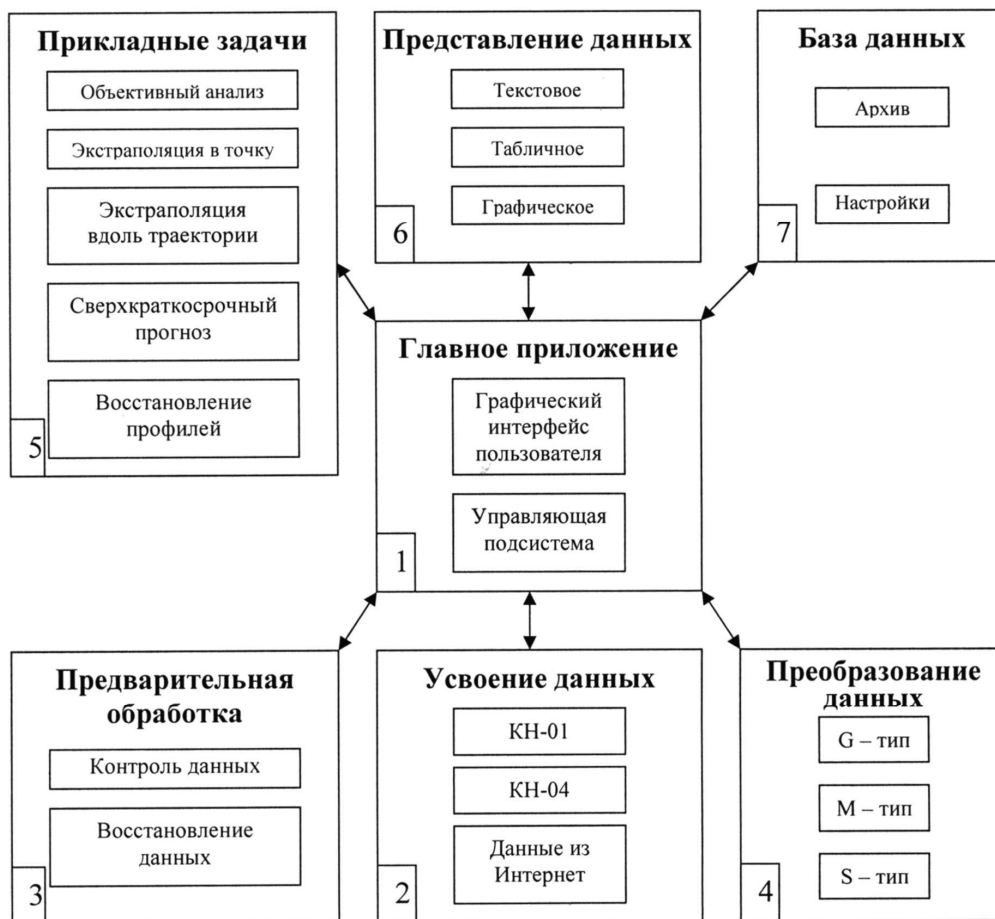 Прикладные задачи
Объективный анализ
Экстраполяция в точку
Экстраполяция
вдоль траектории
Сверхкраткосрочный
прогноз
Восстановление
профилей
5
Представление данных
Текстовое
Табличное
Графическое
6
База данных
Архив
Настройки
7
Главное приложение
Графический
интерфейс
пользователя
Управляющая
подсистема
1
Предварительная
обработка
Контроль данных
Восстановление
данных
3
Усвоение данных
КН-01
КН-04
Данные из
Интернет
2
Преобразование
данных
G – тип
М – тип
S – тип
4